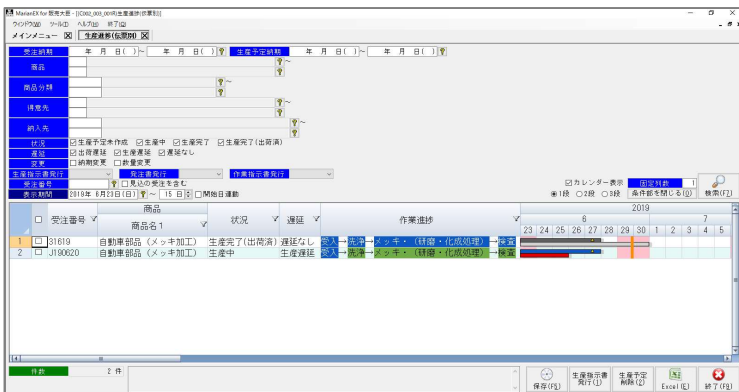 MarianEX for 販売大臣 - [(C002_003_001R)生産進捗(伝票別)]
ウィンドウ(W) ツール(T) ヘルプ(H) 終了(Q)
メインメニュー 生産進捗(伝票別)
受注納期 年 月 日( )～ 年 月 日( ) 生産予定納期 年 月 日( )～ 年 月 日( )
商品 ～
商品分類 ～
得意先 ～
納入先 ～
状況 生産予定未作成 生産中 生産完了 生産完了(出荷済)
遅延 出荷遅延 生産遅延 遅延なし
変更 納期変更 数量変更
生産指示書発行 発注書発行 作業指示書発行
受注番号 見込の受注を含む カレンダー表示 固定列数 1
表示期間 2019年 6月23日(日) ～ 15 日 開始日連動 1段 2段 3段 条件部を閉じる(O) 検索(F7)
商品 2019
受注番号 商品名1 状況 遅延 作業進捗 6 7
23 24 25 26 27 28 29 30 1 2 3 4 5
1 31619 自動車部品 (メッキ加工) 生産完了(出荷済) 遅延なし 受入→洗浄→メッキ・ (研磨・化成処理) →検査
2 J190620 自動車部品 (メッキ加工) 生産中 生産遅延 受入→洗浄→メッキ・ (研磨・化成処理) →検査
件数 2 件
保存(F5) 生産指示書発行(1) 生産予定削除(2) Excel(E) 終了(F9)